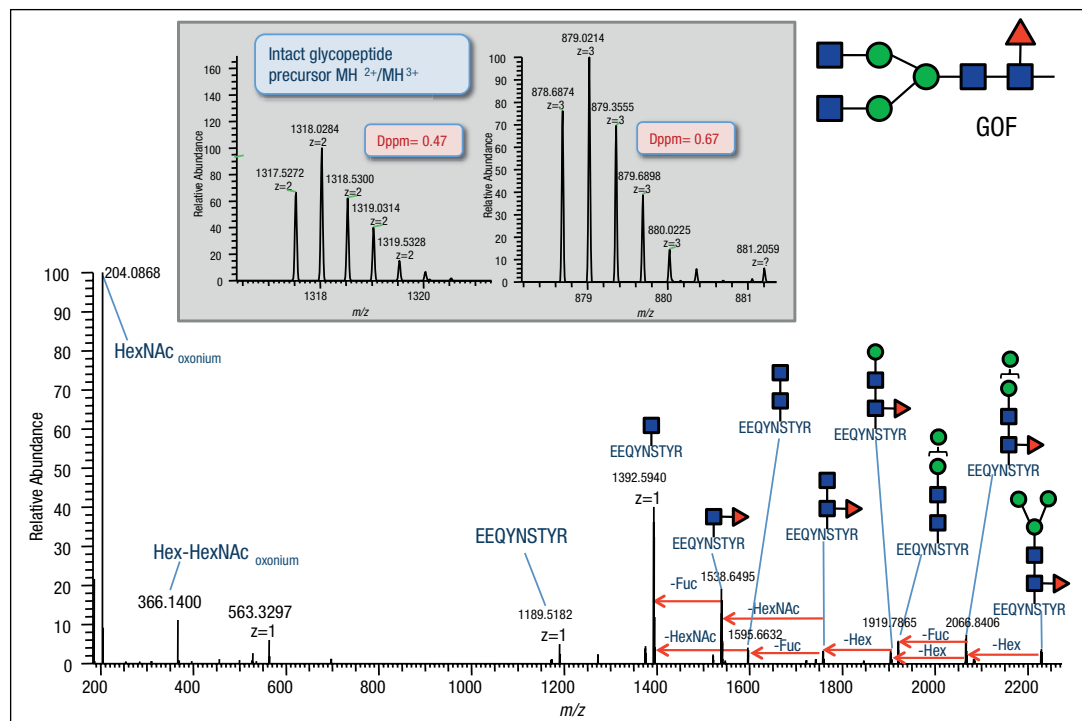 Intact glycopeptide
precursor MH 2+/MH3+
Dppm= 0.47
Relative Abundance
160
140
120
100
80
60
40
20
0
1317.5272
z=2
1318.0284
z=2
1318.5300
z=2
1319.0314
z=2
1319.5328
z=2
1318
1320
m/z
Dppm= 0.67
Relative Abundance
100
90
80
70
60
50
40
30
20
10
0
879.0214
z=3
878.6874
z=3
879.3555
z=3
879.6898
z=3
880.0225
z=3
881.2059
z=?
879
880
881
m/z
GOF
Relative Abundance
100
90
80
70
60
50
40
30
20
10
0
204.0868
HexNAc oxonium
Hex-HexNAc oxonium
366.1400
563.3297
z=1
EEQYNSTYR
1189.5182
z=1
EEQYNSTYR
1392.5940
z=1
EEQYNSTYR
1538.6495
EEQYNSTYR
1595.6632
EEQYNSTYR
EEQYNSTYR
EEQYNSTYR
1919.7865
EEQYNSTYR
2066.8406
EEQYNSTYR
-Fuc
-HexNAc
-HexNAc
-Fuc
-Hex
-Fuc
-Hex
-Hex
200
400
600
800
1000
1200
1400
1600
1800
2000
2200
m/z